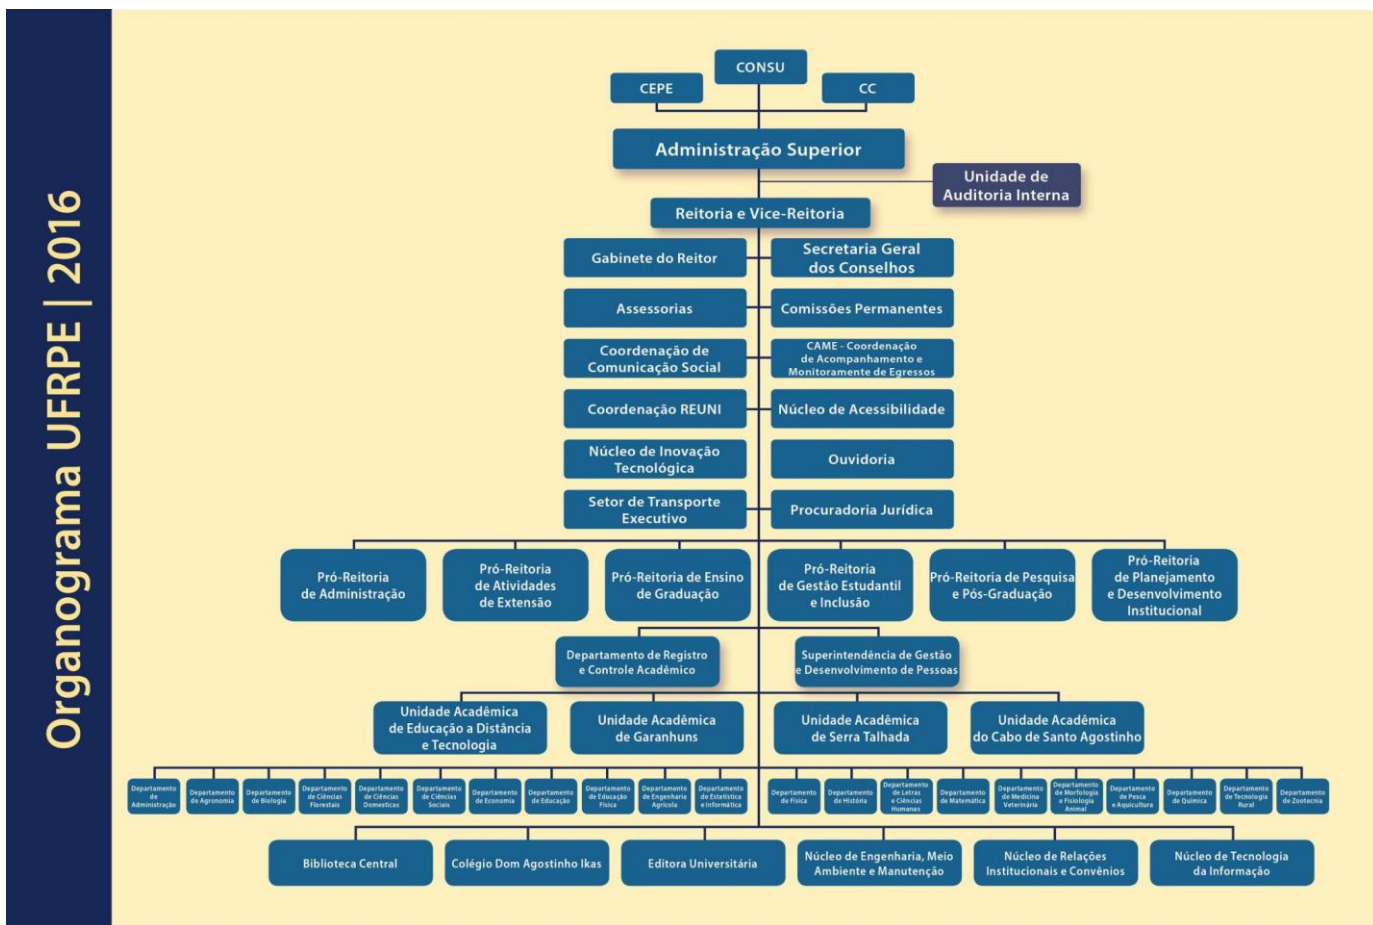 Organograma UFRPE | 2016
CONSU
CEPE
CC
Administração Superior
Unidade de
Auditoria Interna
Reitoria e Vice-Reitoria
Gabinete do Reitor
Secretaria Geral
dos Conselhos
Assessorias
Comissões Permanentes
Coordenação de
Comunicação Social
CAME - Coordenação
de Acompanhamento e
Monitoramente de Egressos
Coordenação REUNI
Núcleo de Acessibilidade
Núcleo de Inovação
Tecnológica
Ouvidoria
Setor de Transporte
Executivo
Procuradoria Jurídica
Pró-Reitoria
de Administração
Pró-Reitoria
de Atividades
de Extensão
Pró-Reitoria de Ensino
de Graduação
Pró-Reitoria
de Gestão Estudantil
e Inclusão
Pró-Reitoria de Pesquisa
e Pós-Graduação
Pró-Reitoria
de Planejamento
e Desenvolvimento
Institucional
Departamento de Registro
e Controle Acadêmico
Superintendência de Gestão
e Desenvolvimento de Pessoas
Unidade Acadêmica
de Educação a Distância
e Tecnologia
Unidade Acadêmica
de Garanhuns
Unidade Acadêmica
de Serra Talhada
Unidade Acadêmica
do Cabo de Santo Agostinho
Departamento
de
Administração
Departamento
de Agronomia
Departamento
de Biologia
Departamento
de Ciências
Florestais
Departamento
de Ciências
Domesticas
Departamento
de Ciências
Sociais
Departamento
de Economia
Departamento
de Educação
Departamento
de Educação
Física
Departamento
de Engenharia
Agrícola
Departamento
de Estatística
e Informática
Departamento
de Física
Departamento
de História
Departamento
de Letras
e Ciências
Humanas
Departamento
de Matemática
Departamento
de Medicina
Veterinária
Departamento
de Morfologia
e Fisiologia
Animal
Departamento
de Pesca
e Aquicultura
Departamento
de Química
Departamento
de Tecnologia
Rural
Departamento
de Zootecnia
Biblioteca Central
Colégio Dom Agostinho Ikas
Editora Universitária
Núcleo de Engenharia, Meio
Ambiente e Manutenção
Núcleo de Relações
Institucionais e Convênios
Núcleo de Tecnologia
da Informação